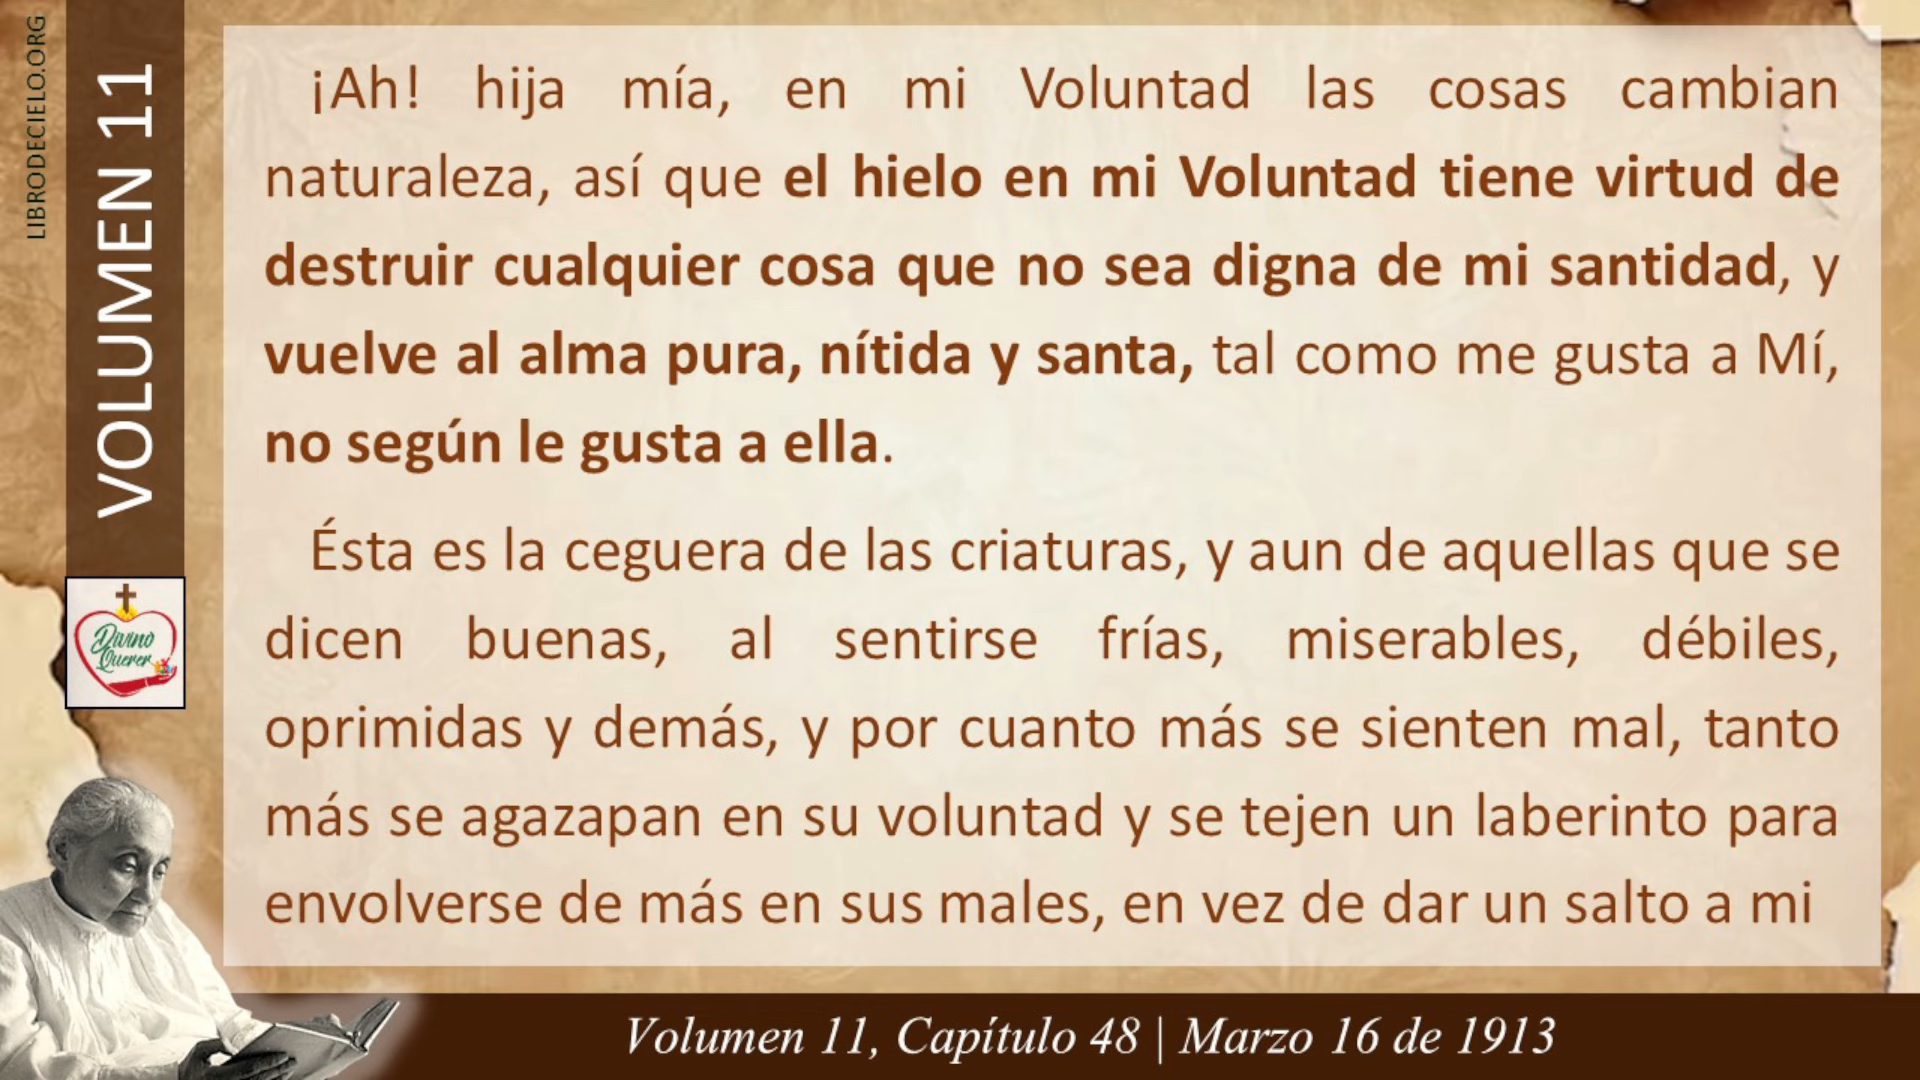 LIBRODECIELO.ORG
VOLUMEN 11
¡Ah! hija mía, en mi Voluntad las cosas cambian
naturaleza, así que el hielo en mi Voluntad tiene virtud de
destruir cualquier cosa que no sea digna de mi santidad, y
vuelve al alma pura, nítida y santa, tal como me gusta a Mí,
no según le gusta a ella.
Ésta es la ceguera de las criaturas, y aun de aquellas que se
dicen buenas, al sentirse frías, miserables, débiles,
oprimidas y demás, y por cuanto más se sienten mal, tanto
más se agazapan en su voluntad y se tejen un laberinto para
envolverse de más en sus males, en vez de dar un salto a mi
Divino
Querer
Volumen 11, Capítulo 48 | Marzo 16 de 1913